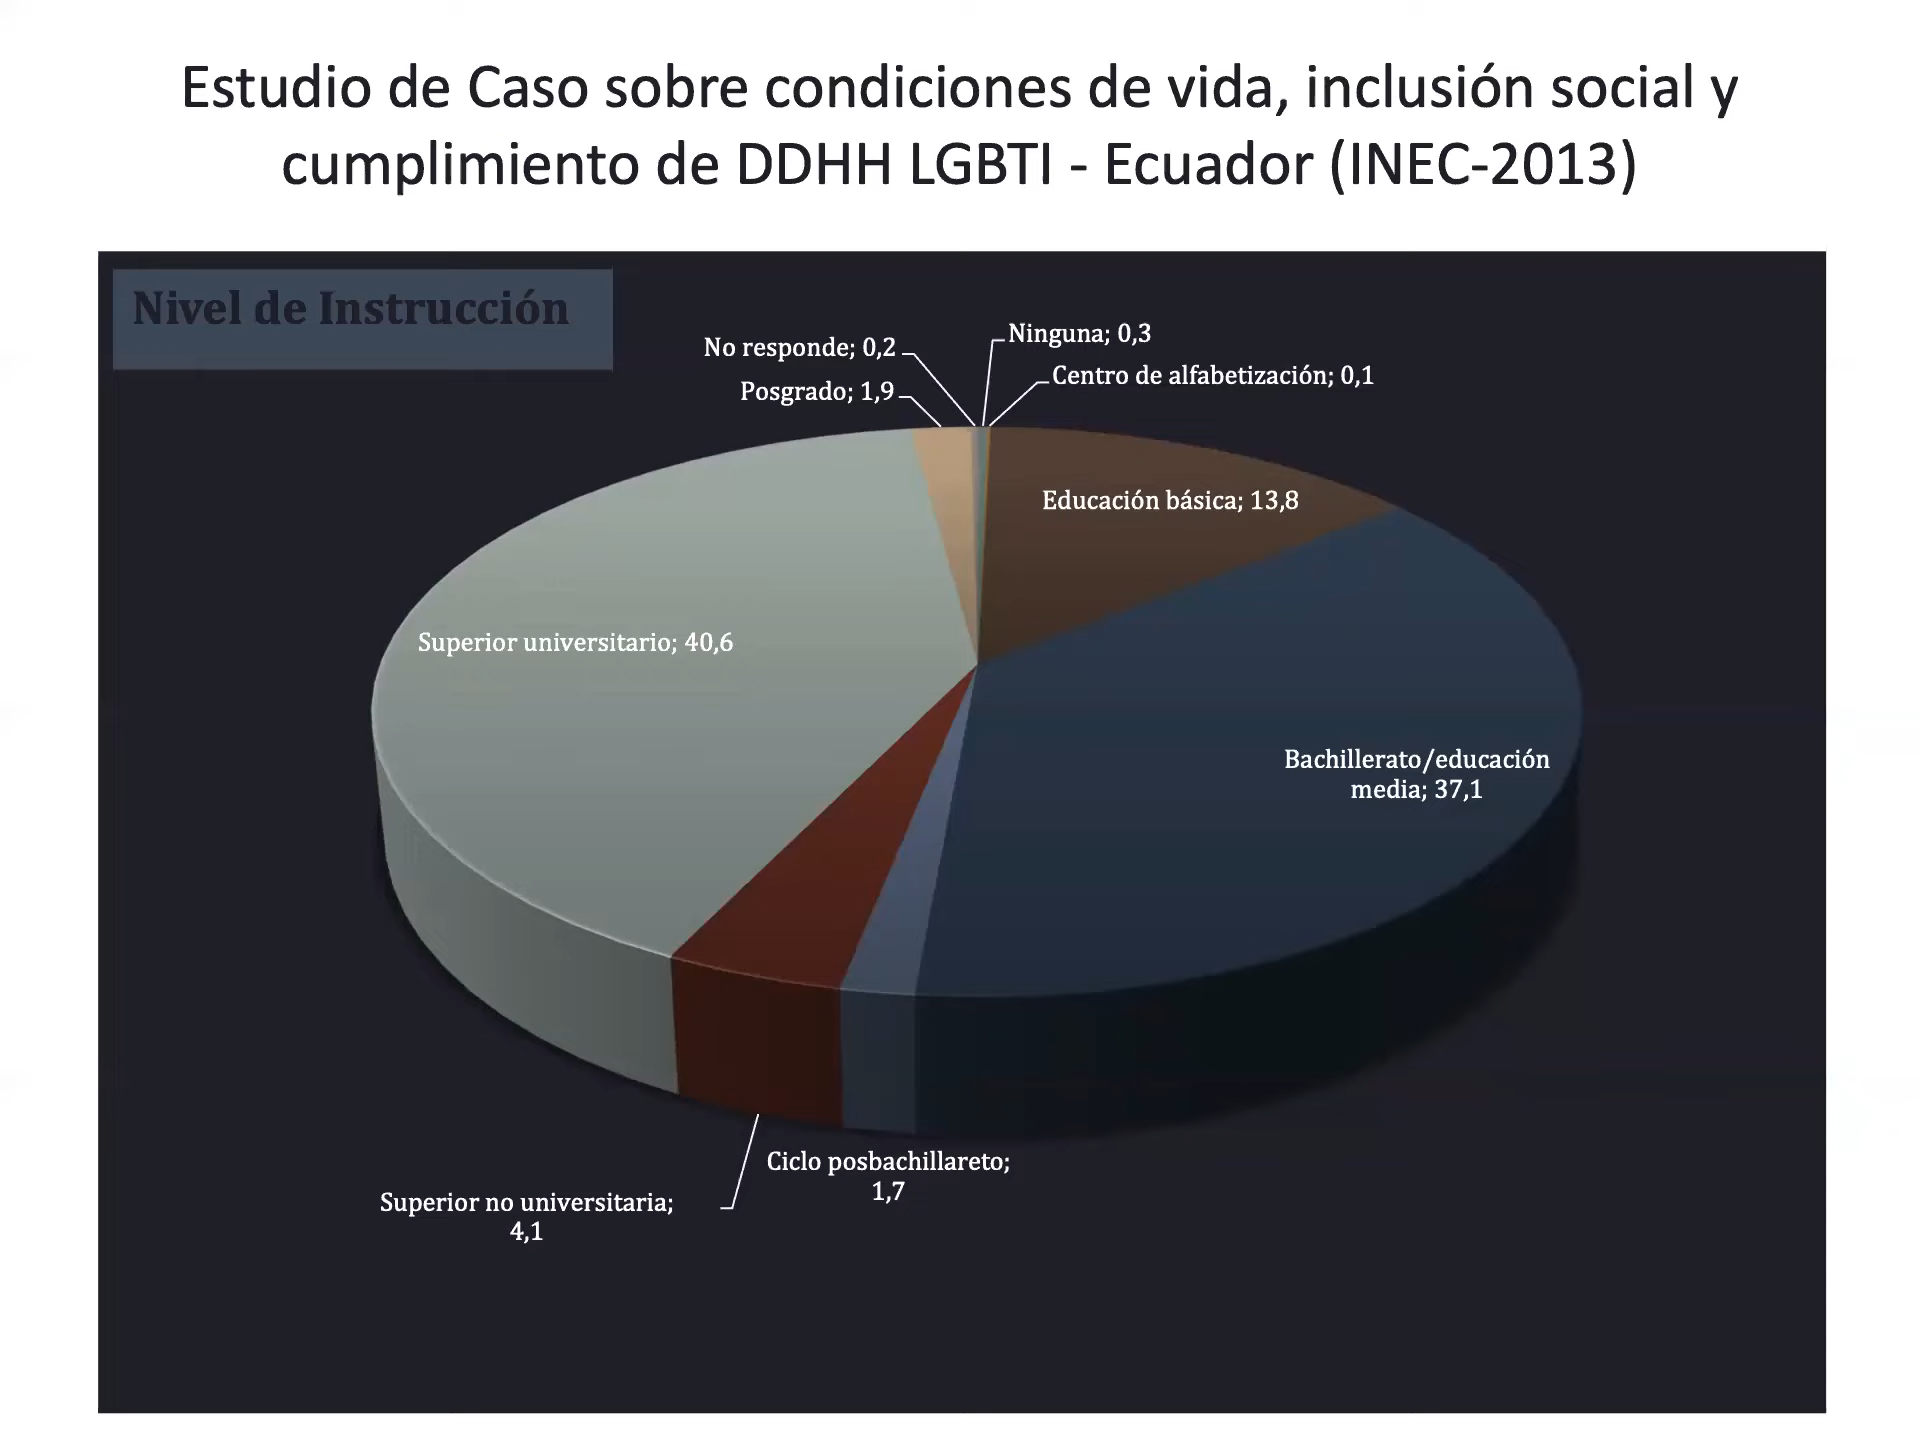 Estudio de Caso sobre condiciones de vida, inclusión social y
cumplimiento de DDHH LGBTI - Ecuador (INEC-2013)
Nivel de Instrucción
No responde; 0,2
Ninguna; 0,3
Posgrado; 1,9
Centro de alfabetización; 0,1
Educación básica; 13,8
Superior universitario; 40,6
Bachillerato/educación
media; 37,1
Ciclo posbachillareto;
1,7
Superior no universitaria;
4,1